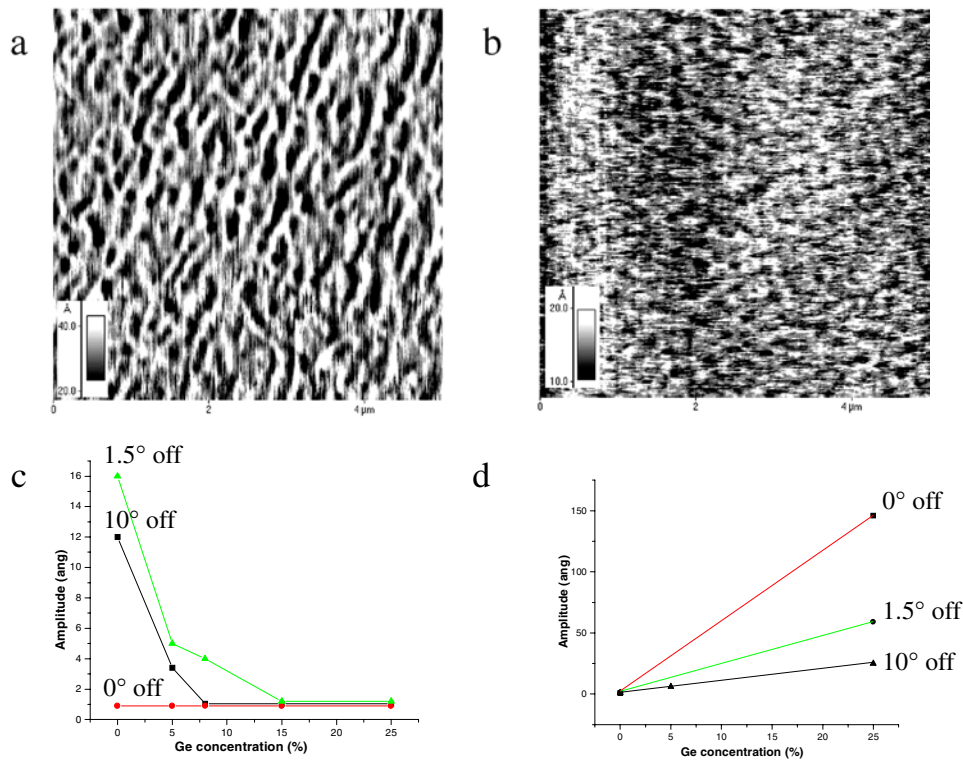 a
Å
40.0
20.0
0
2
4 µm
b
Å
20.0
10.0
0
2
4 µm
c
1.5° off
10° off
0° off
Amplitude (ang)
16
14
12
10
8
6
4
2
0
0
5
10
15
20
25
Ge concentration (%)
d
0° off
1.5° off
10° off
Amplitude (ang)
150
100
50
0
0
5
10
15
20
25
Ge concentration (%)